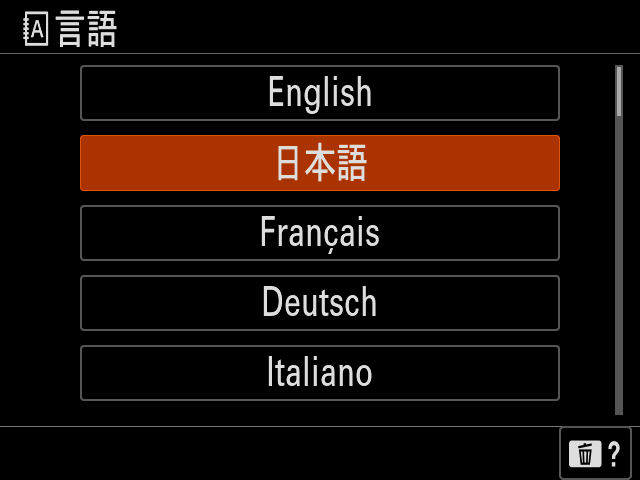 言語
English
日本語
Français
Deutsch
Italiano
?